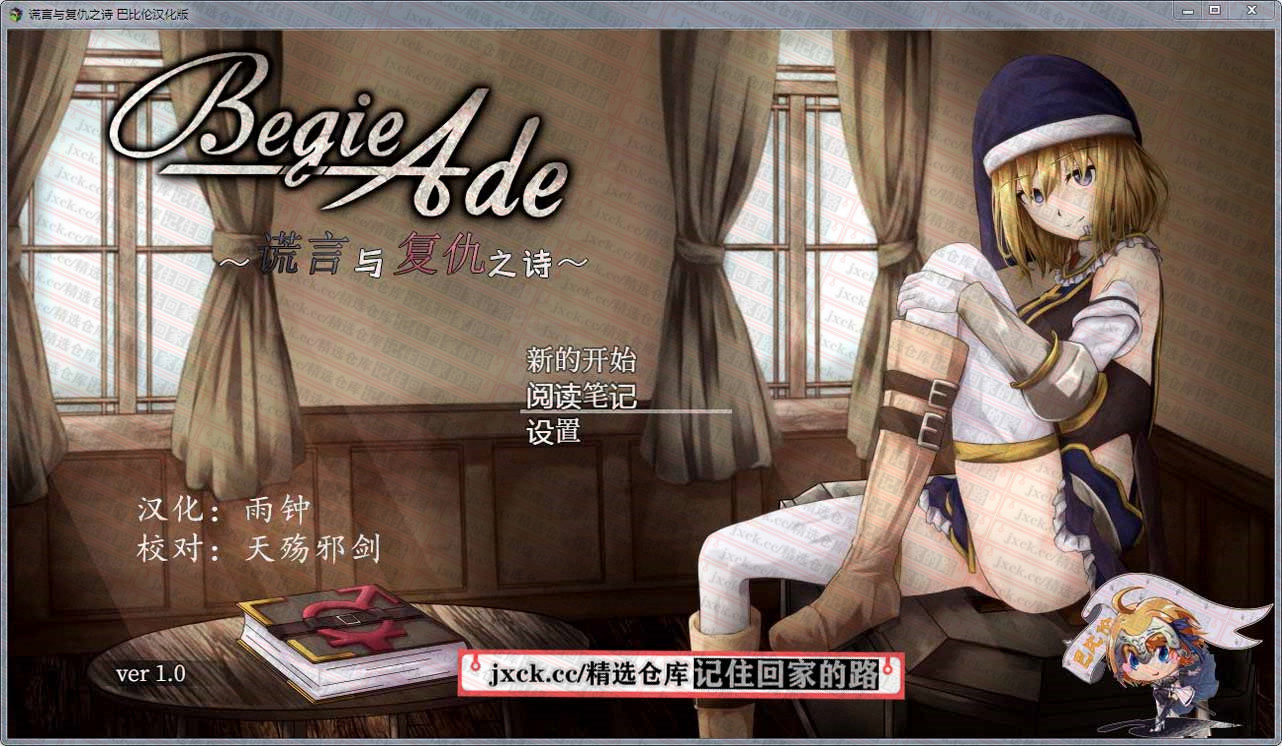 谎言与复仇之诗 巴比伦汉化版
Begie Ade
～谎言与复仇之诗～
新的开始
阅读笔记
设置
汉化：雨钟
校对：天殇邪剑
ver 1.0
jxck.cc/精选仓库 记住回家的路
巴比伦